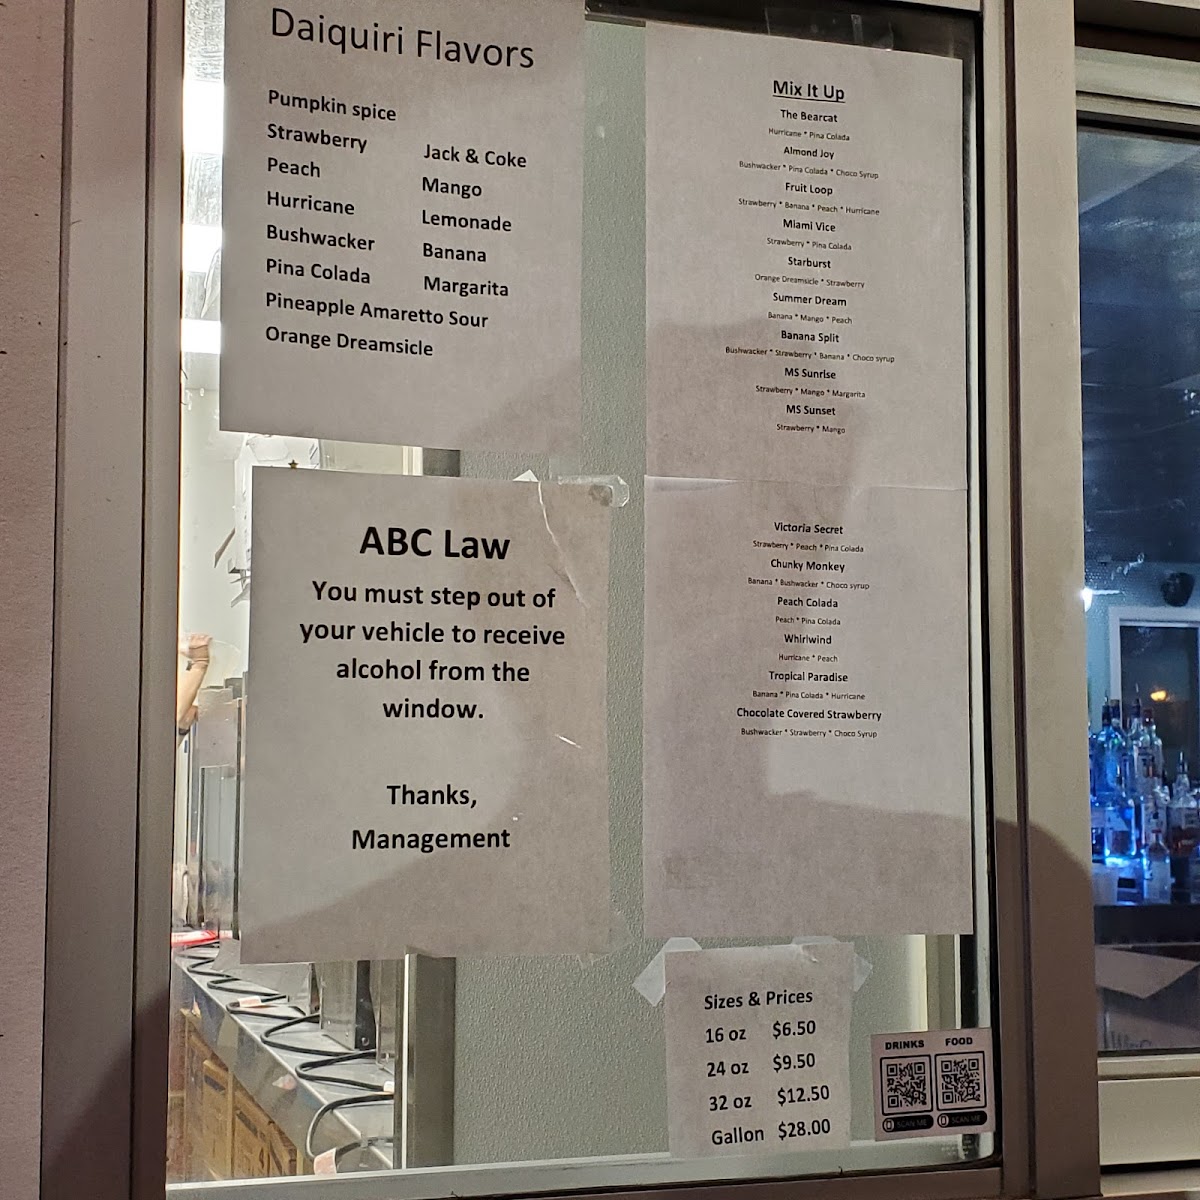 Daiquiri Flavors
Pumpkin spice
Strawberry
Peach
Hurricane
Bushwacker
Pina Colada
Pineapple Amaretto Sour
Orange Dreamsicle
Jack & Coke
Mango
Lemonade
Banana
Margarita
Mix It Up
The Bearcat
Hurricane * Pina Colada
Almond Joy
Bushwacker * Pina Colada * Choco Syrup
Fruit Loop
Strawberry * Banana * Peach * Hurricane
Miami Vice
Strawberry * Pina Colada
Starburst
Orange Dreamsicle * Strawberry
Summer Dream
Banana * Mango * Peach
Banana Split
Bushwacker * Strawberry * Banana * Choco syrup
MS Sunrise
Strawberry * Mango * Margarita
MS Sunset
Strawberry * Mango
Victoria Secret
Strawberry * Peach * Pina Colada
Chunky Monkey
Banana * Bushwacker * Choco syrup
Peach Colada
Peach * Pina Colada
Whirlwind
Hurricane * Peach
Tropical Paradise
Banana * Pina Colada * Hurricane
Chocolate Covered Strawberry
Bushwacker * Strawberry * Choco Syrup
ABC Law
You must step out of
your vehicle to receive
alcohol from the
window.
Thanks,
Management
Sizes & Prices
16 oz $6.50
24 oz $9.50
32 oz $12.50
Gallon $28.00
DRINKS FOOD
SCAN ME SCAN ME